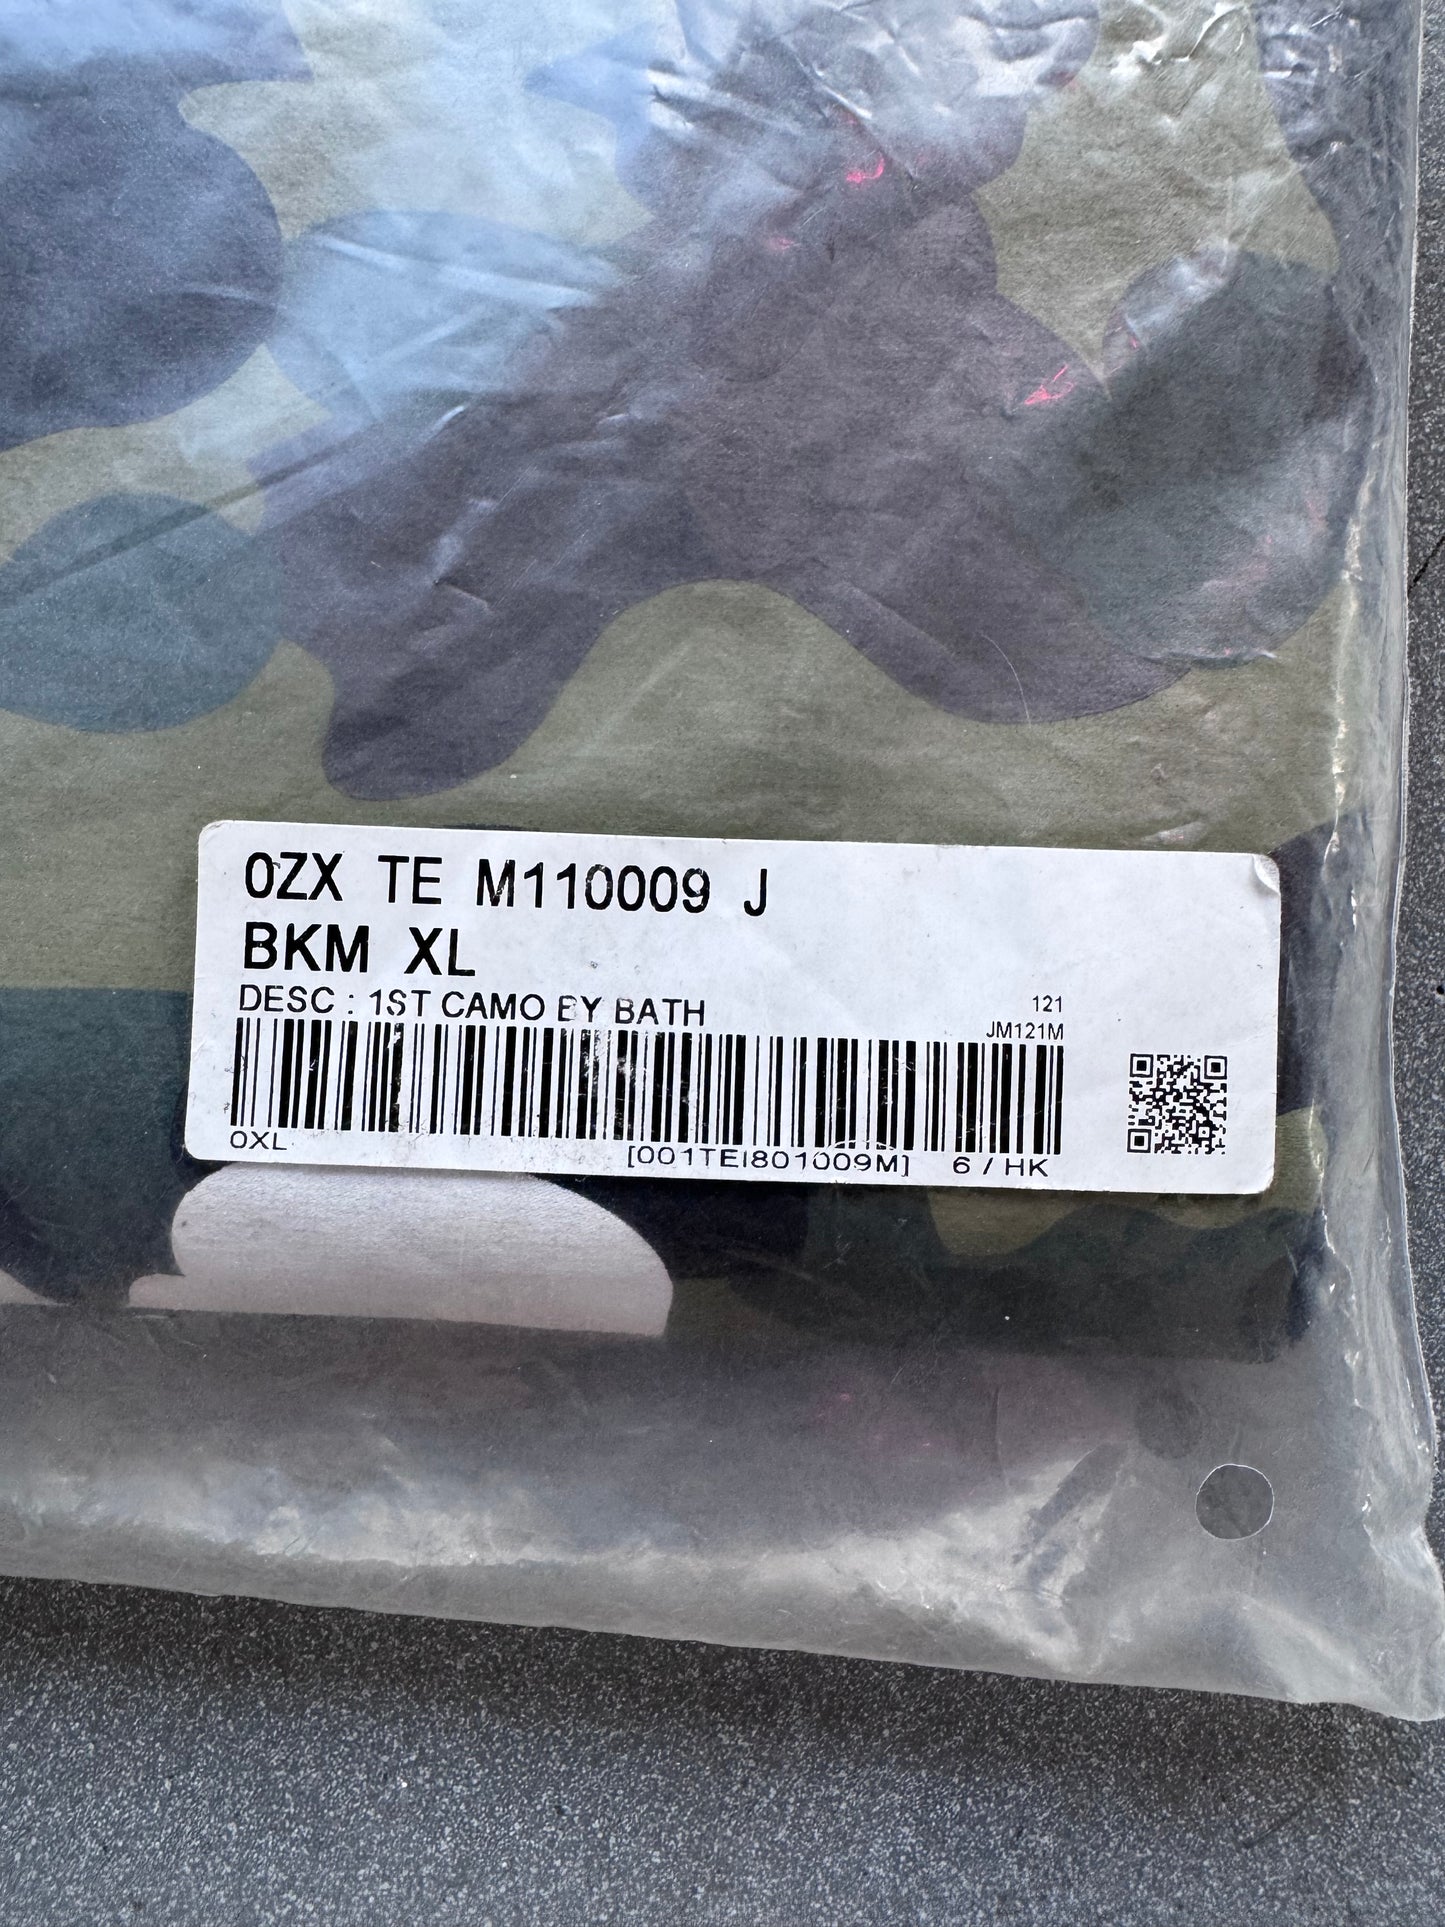 0ZX TE M110009 J
BKM XL
DESC : 1ST CAMO BY BATH
121
JM121M
0XL
[001TEI801009M] 6 / HK